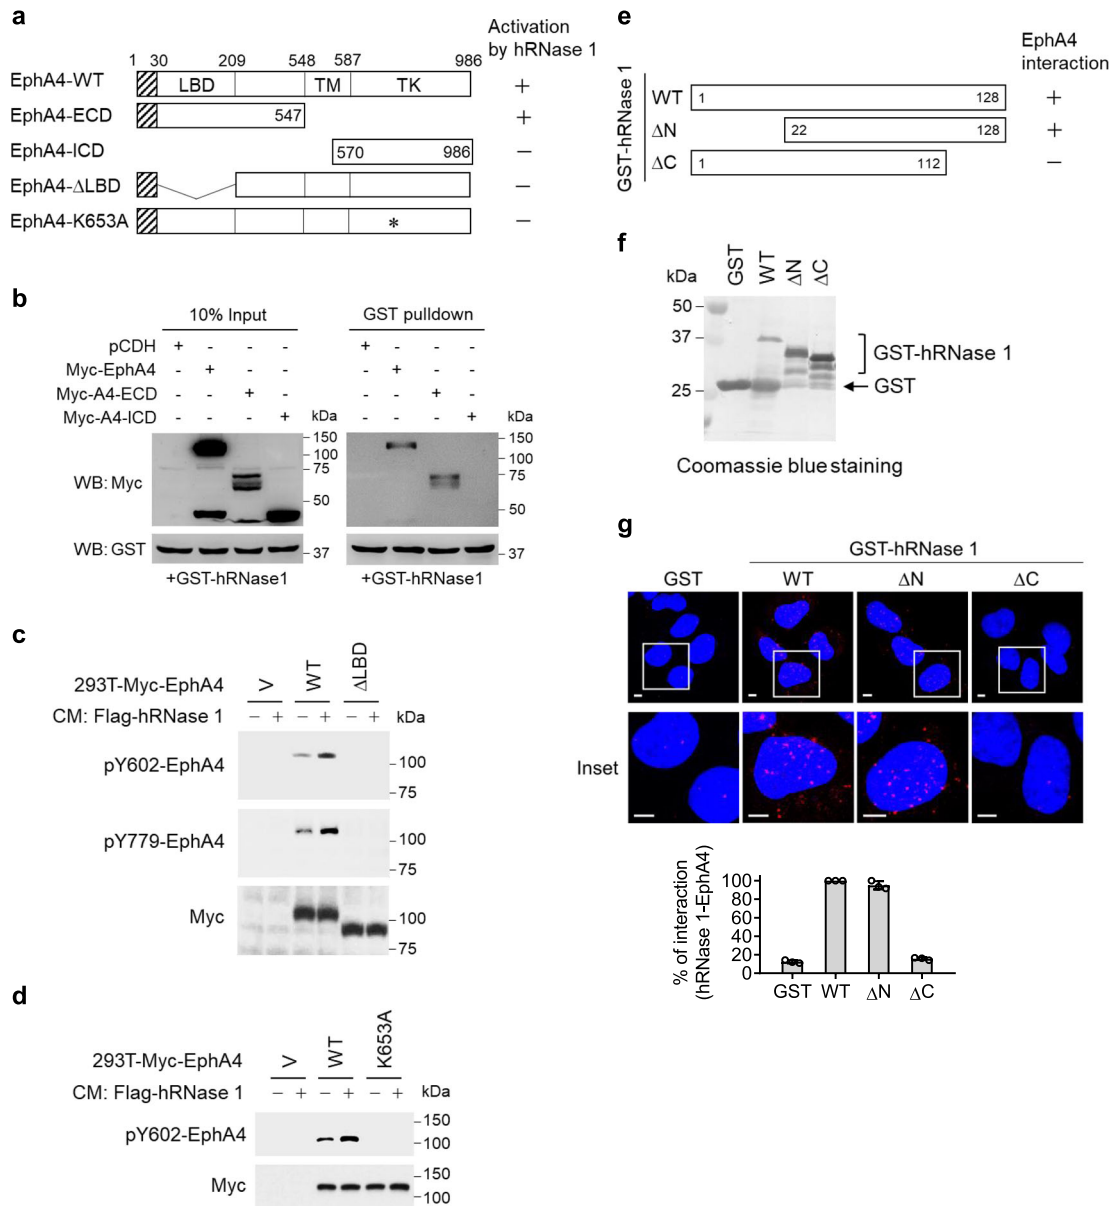 a
Activation
by hRNase 1
1 30 209 548 587 986
EphA4-WT LBD TM TK +
EphA4-ECD 547 +
EphA4-ICD 570 986 −
EphA4-ΔLBD −
EphA4-K653A * −
b
10% Input GST pulldown
pCDH + - - - + - - -
Myc-EphA4 - + - - - + - -
Myc-A4-ECD - - + - - - + -
Myc-A4-ICD - - - + kDa - - - + kDa
WB: Myc
150
100
75
50
150
100
75
50
WB: GST 37 37
+GST-hRNase1 +GST-hRNase1
c
293T-Myc-EphA4 V WT ΔLBD
CM: Flag-hRNase 1 − + − + − + kDa
pY602-EphA4
100
75
pY779-EphA4
100
75
Myc
100
75
d
293T-Myc-EphA4 V WT K653A
CM: Flag-hRNase 1 − + − + − + kDa
pY602-EphA4
150
100
Myc
150
100
e
EphA4
interaction
GST-hRNase 1
WT 1 128 +
ΔN 22 128 +
ΔC 1 112 −
f
kDa GST WT ΔN ΔC
50
37
25
GST-hRNase 1
GST
Coomassie blue staining
g
GST-hRNase 1
GST WT ΔN ΔC
Inset
% of interaction
(hRNase 1-EphA4)
100
80
60
40
20
0
GST WT ΔN ΔC